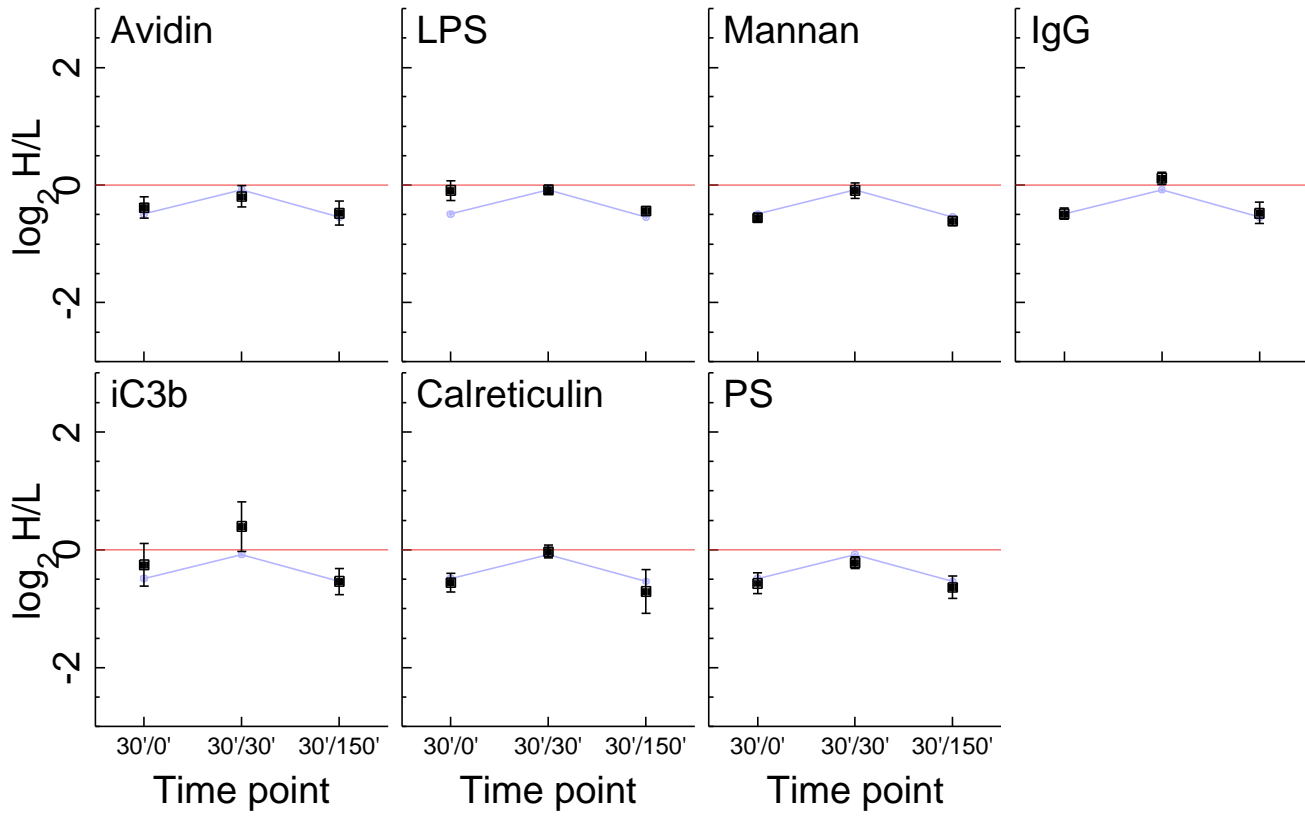 Avidin LPS Mannan IgG
2
0
-2
log2 H/L
iC3b Calreticulin PS
2
0
-2
log2 H/L
30'/0' 30'/30' 30'/150' 30'/0' 30'/30' 30'/150' 30'/0' 30'/30' 30'/150'
Time point Time point Time point